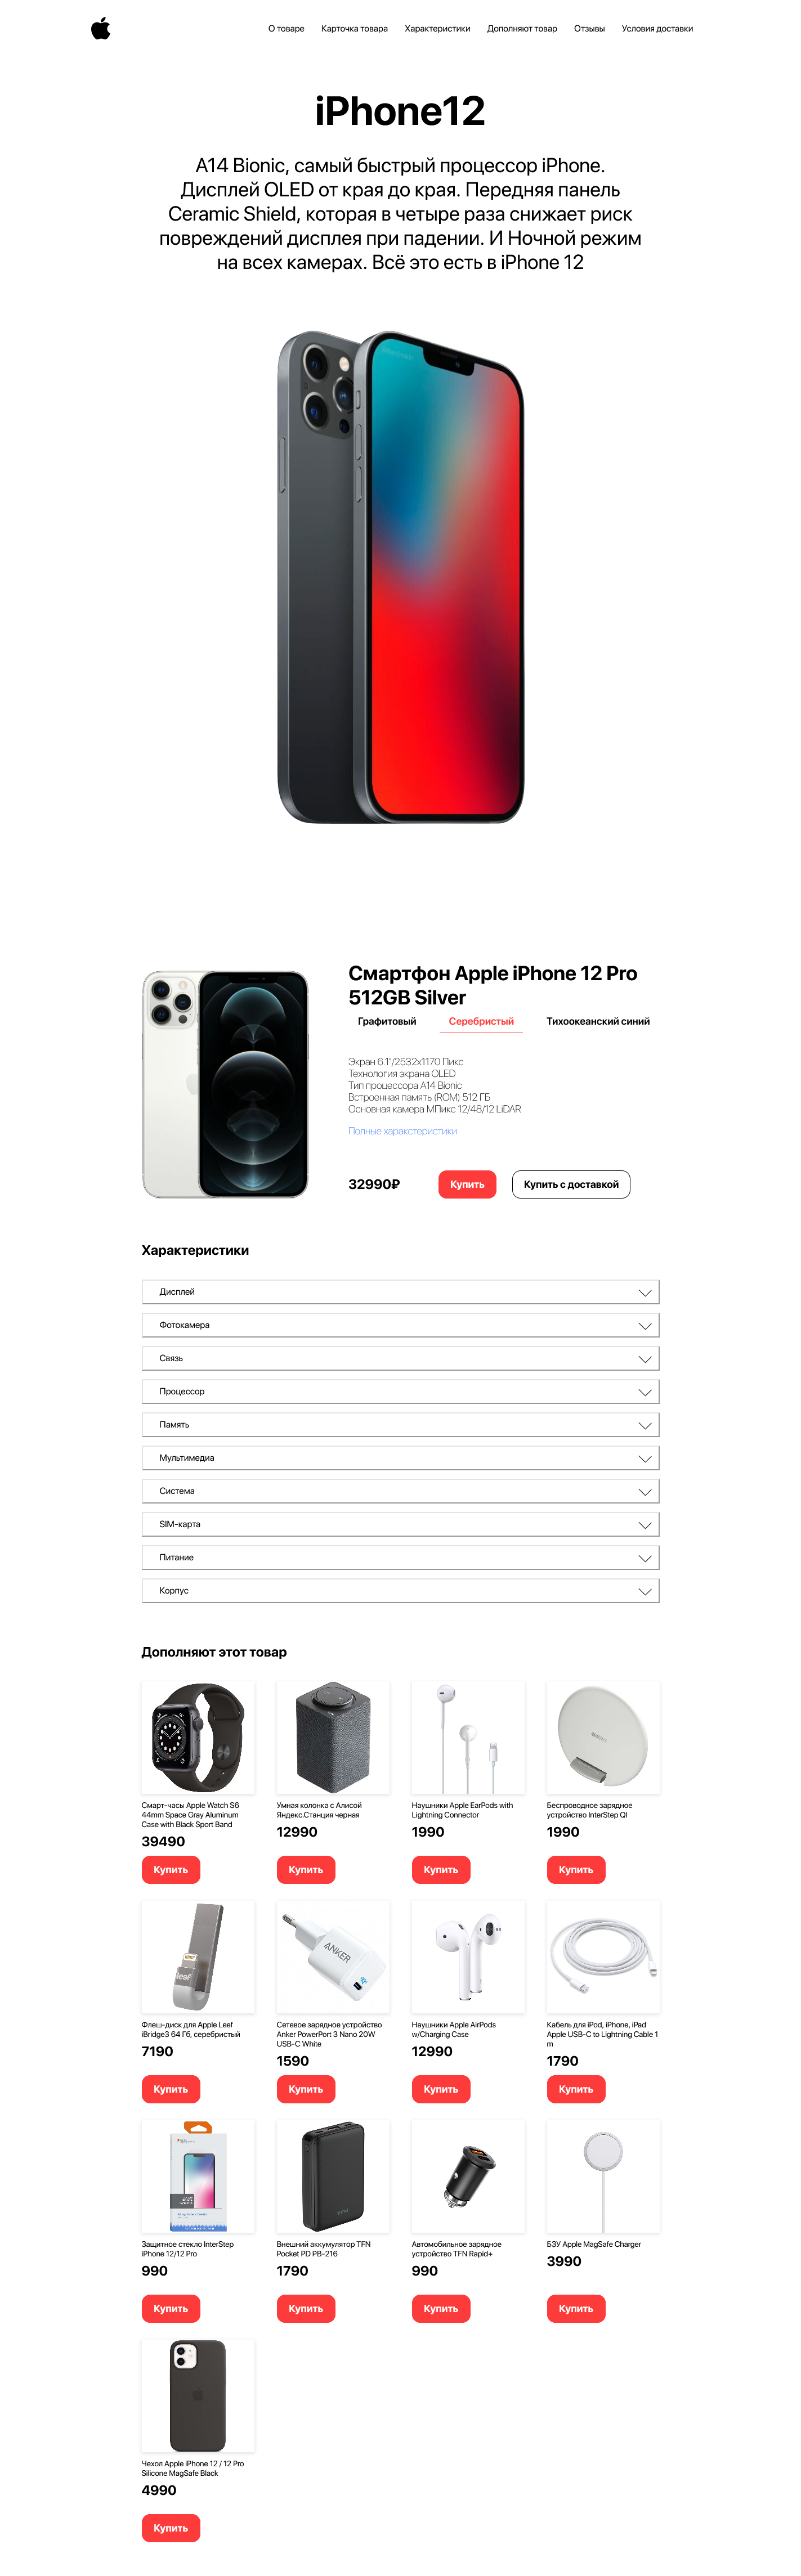 О товаре Карточка товара Характеристики Дополняют товар Отзывы Условия доставки
iPhone12
A14 Bionic, самый быстрый процессор iPhone.
Дисплей OLED от края до края. Передняя панель
Ceramic Shield, которая в четыре раза снижает риск
повреждений дисплея при падении. И Ночной режим
на всех камерах. Всё это есть в iPhone 12
Смартфон Apple iPhone 12 Pro
512GB Silver
Графитовый Серебристый Тихоокеанский синий
Экран 6.1"/2532x1170 Пикс
Технология экрана OLED
Тип процессора A14 Bionic
Встроенная память (ROM) 512 ГБ
Основная камера МПикс 12/48/12 LiDAR
Полные харакстеристики
32990₽ Купить Купить с доставкой
Характеристики
Дисплей
Фотокамера
Связь
Процессор
Память
Мультимедиа
Система
SIM-карта
Питание
Корпус
Дополняют этот товар
Смарт-часы Apple Watch S6
44mm Space Gray Aluminum
Case with Black Sport Band
39490
Купить
Умная колонка с Алисой
Яндекс.Станция черная
12990
Купить
Наушники Apple EarPods with
Lightning Connector
1990
Купить
Беспроводное зарядное
устройство InterStep QI
1990
Купить
leef
Флеш-диск для Apple Leef
iBridge3 64 Гб, серебристый
7190
Купить
ANKER
Сетевое зарядное устройство
Anker PowerPort 3 Nano 20W
USB-C White
1590
Купить
Наушники Apple AirPods
w/Charging Case
12990
Купить
Кабель для iPod, iPhone, iPad
Apple USB-C to Lightning Cable 1
m
1790
Купить
Защитное стекло InterStep
iPhone 12/12 Pro
990
Купить
Внешний аккумулятор TFN
Pocket PD PB-216
1790
Купить
Автомобильное зарядное
устройство TFN Rapid+
990
Купить
БЗУ Apple MagSafe Charger
3990
Купить
Чехол Apple iPhone 12 / 12 Pro
Silicone MagSafe Black
4990
Купить